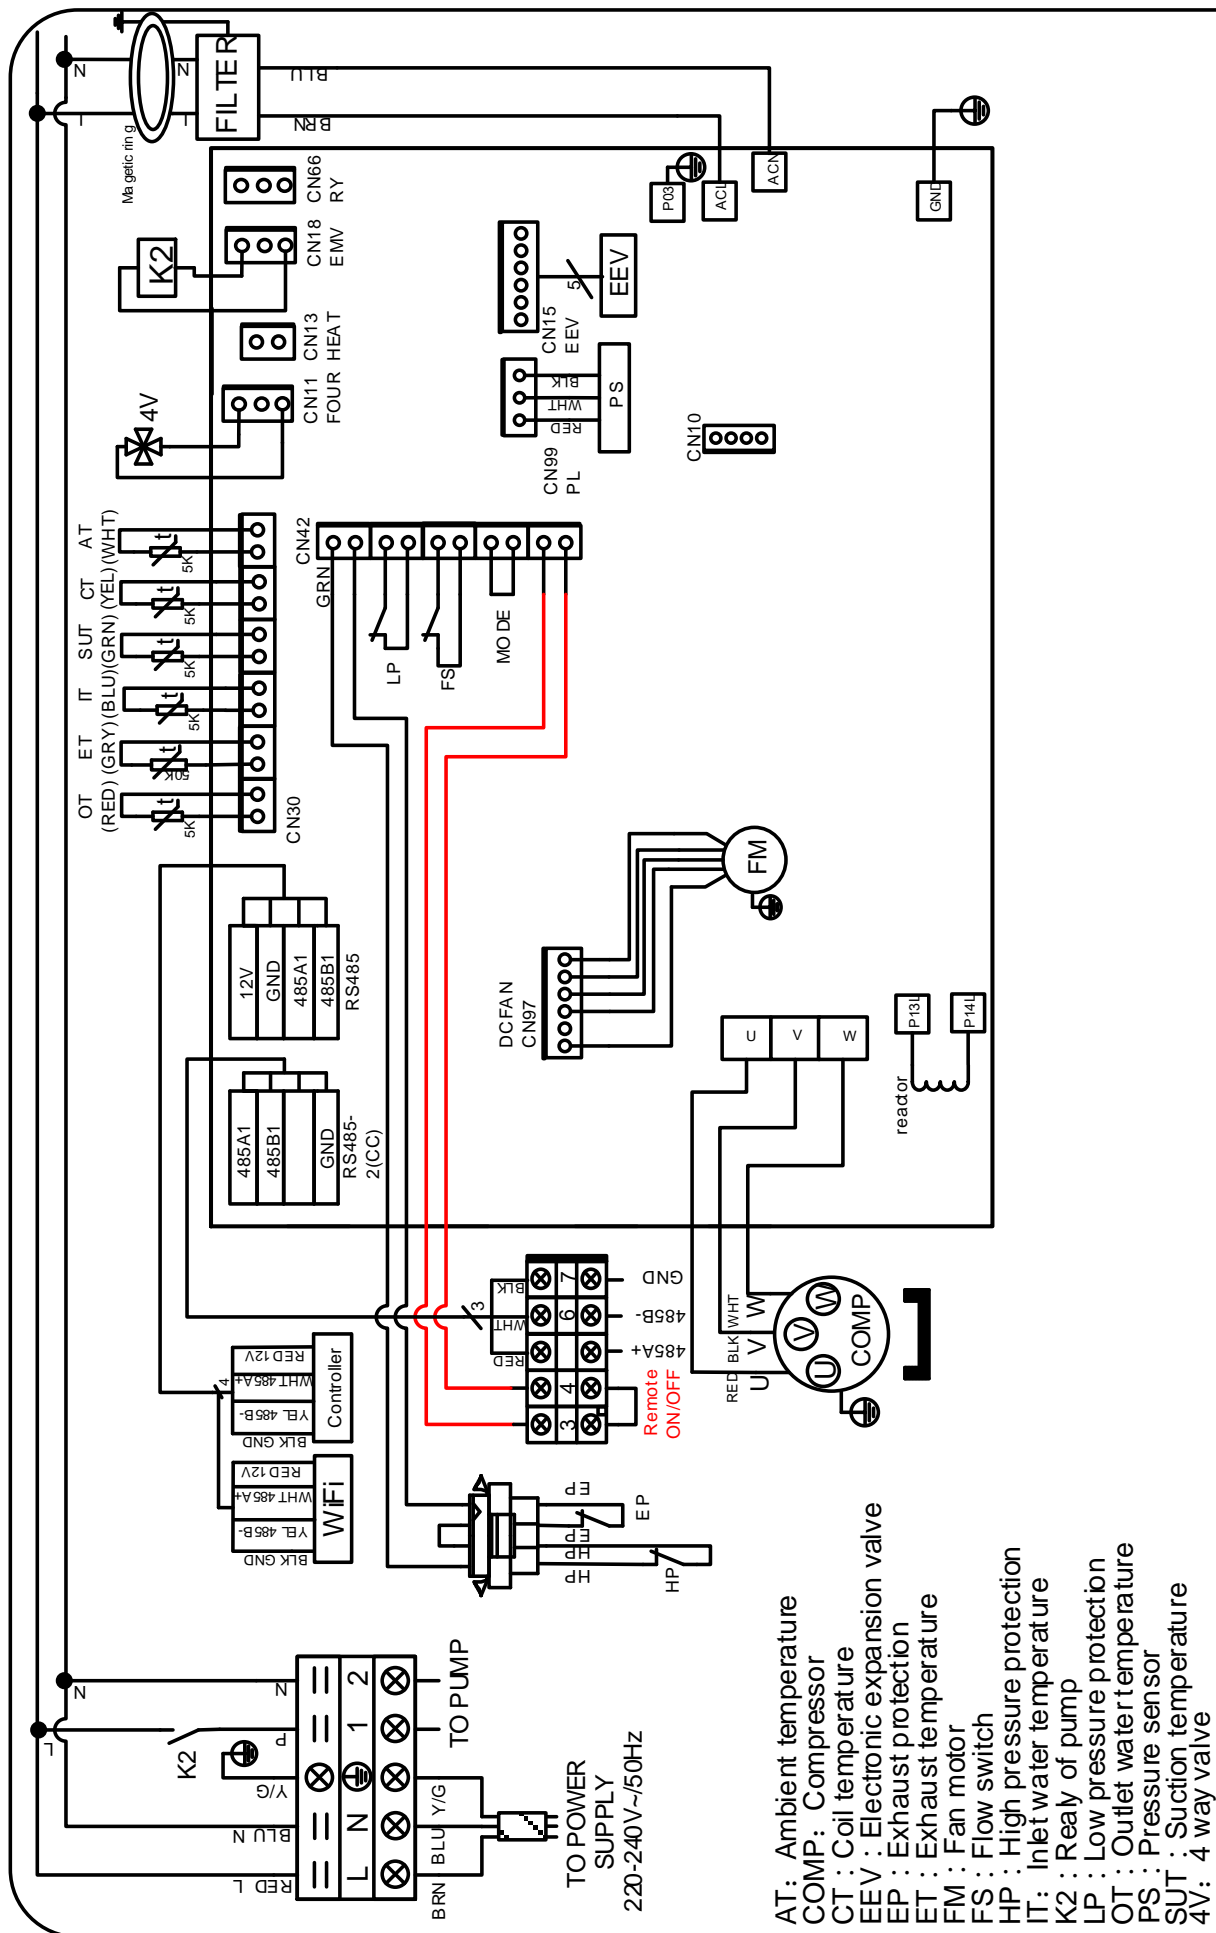 N
N
L
L
Magetic ring
FILTER
BLU
BRN
CN66
RY
CN18
EMV
K2
CN13
HEAT
CN11
FOUR
4V
P03
ACL
ACN
GND
CN15
EEV
5
EEV
CN99
PL
BLK
WHT
RED
PS
CN10
AT
(WHT)
CT
(YEL)
SUT
(GRN)
IT
(BLU)
ET
(GRY)
OT
(RED)
t
5K
t
5K
t
5K
t
5K
t
50K
t
5K
CN30
CN42
GRN
LP
FS
MODE
12V
GND
485A1
485B1
RS485
485A1
485B1
GND
RS485-
2(CC)
DCFAN
CN97
FM
U
V
W
P13L
P14L
reactor
RED 12V
WHT 485A+
YEL 485B-
BLK GND
Controller
4
RED 12V
WHT 485A+
YEL 485B-
BLK GND
WiFi
3
BLK
WHT
RED
7
6
4
3
GND
485B-
485A+
Remote
ON/OFF
RED
BLK
WHT
U
V
W
U
V
W
COMP
EP
EP
HP
HP
EP
HP
N
L
K2
N
P
Y/G
BLU N
RED L
2
1
N
L
TO PUMP
BRN
BLU
Y/G
TO POWER
SUPPLY
220-240V~/50Hz
AT: Ambient temperature
COMP: Compressor
CT : Coil temperature
EEV : Electronic expansion valve
EP : Exhaust protection
ET : Exhaust temperature
FM : Fan motor
FS : Flow switch
HP : High pressure protection
IT: Inlet water temperature
K2 : Realy of pump
LP : Low pressure protection
OT : Outlet water temperature
PS : Pressure sensor
SUT : Suction temperature
4V: 4 way valve